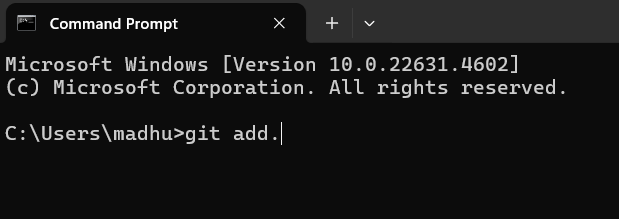 Command Prompt
Microsoft Windows [Version 10.0.22631.4602]
(c) Microsoft Corporation. All rights reserved.
C:\Users\madhu>git add.